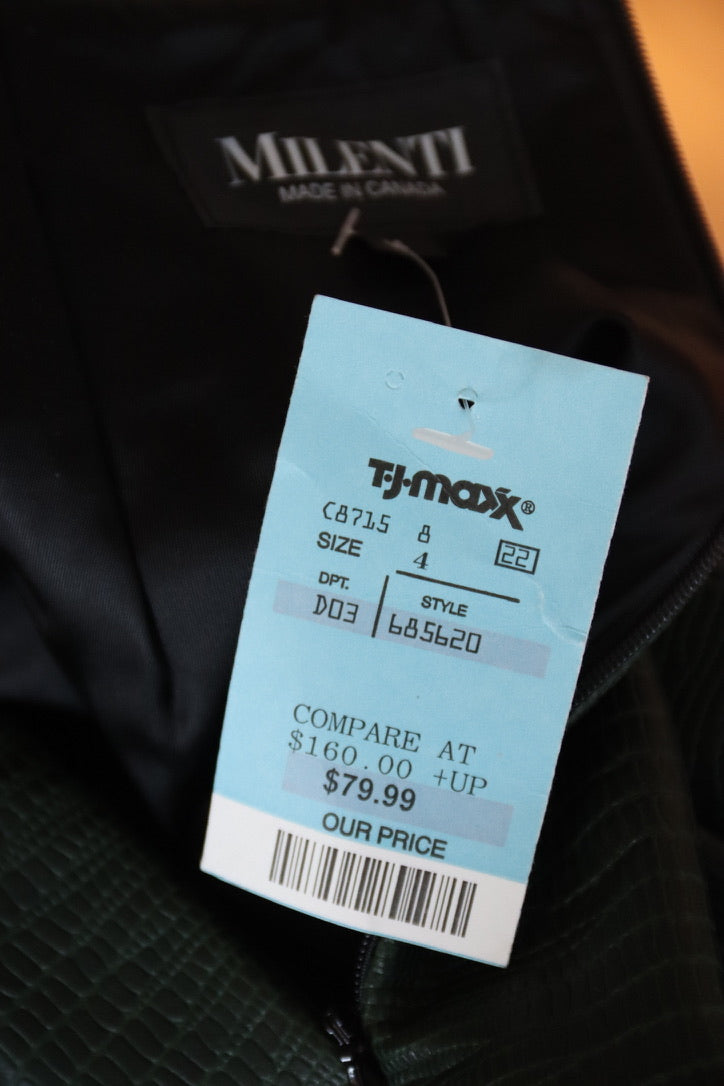 MILENTI
MADE IN CANADA
T·J·maxx®
C8715 8 22
SIZE 4
DPT. STYLE
D03 685620
COMPARE AT
$160.00 +UP
$79.99
OUR PRICE